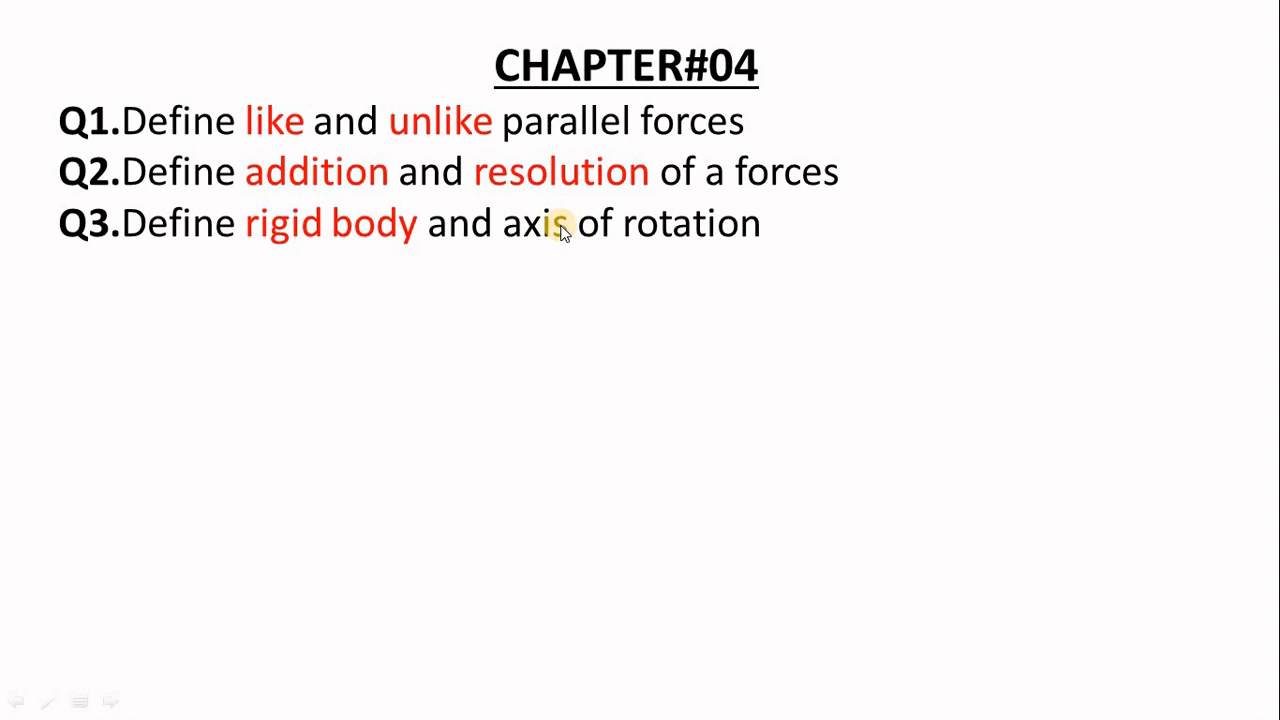 CHAPTER#04
Q1.Define like and unlike parallel forces
Q2.Define addition and resolution of a forces
Q3.Define rigid body and axis of rotation